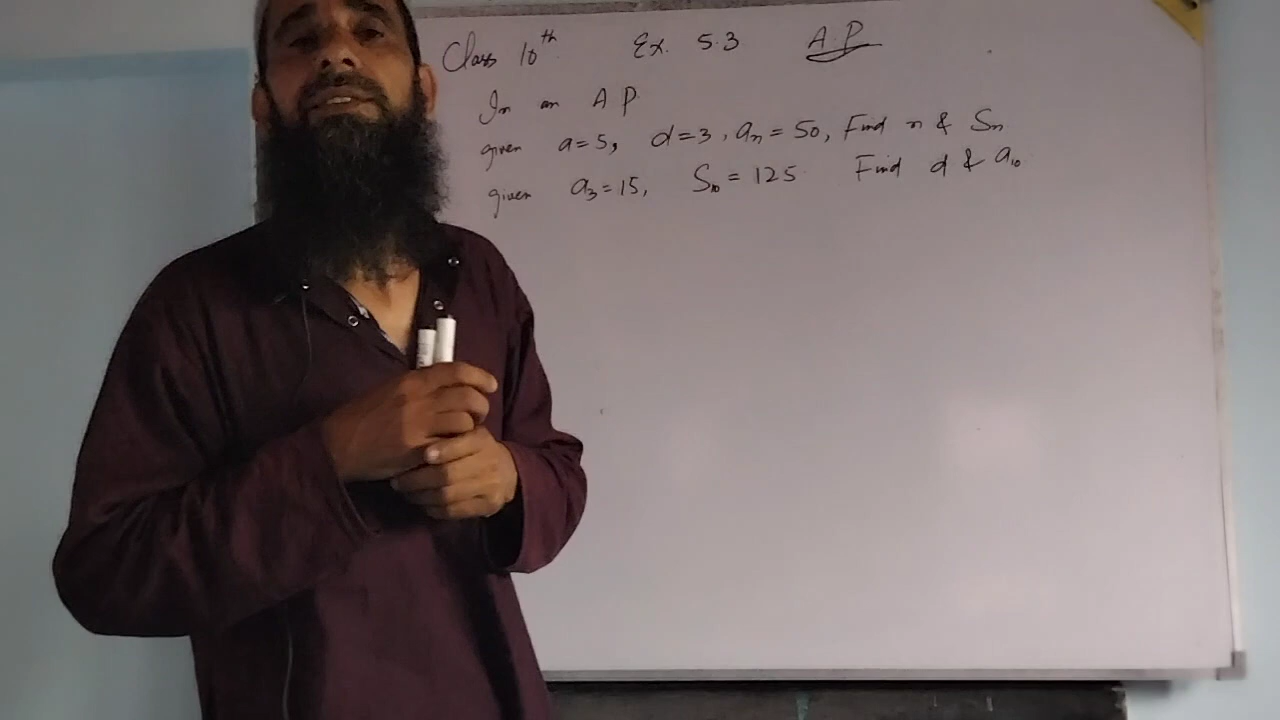 Class 10th Ex. 5.3 A.P
In an A P
given a=5, d=3, an=50, Find n & Sn
given a3=15, S10=125 Find d & a10